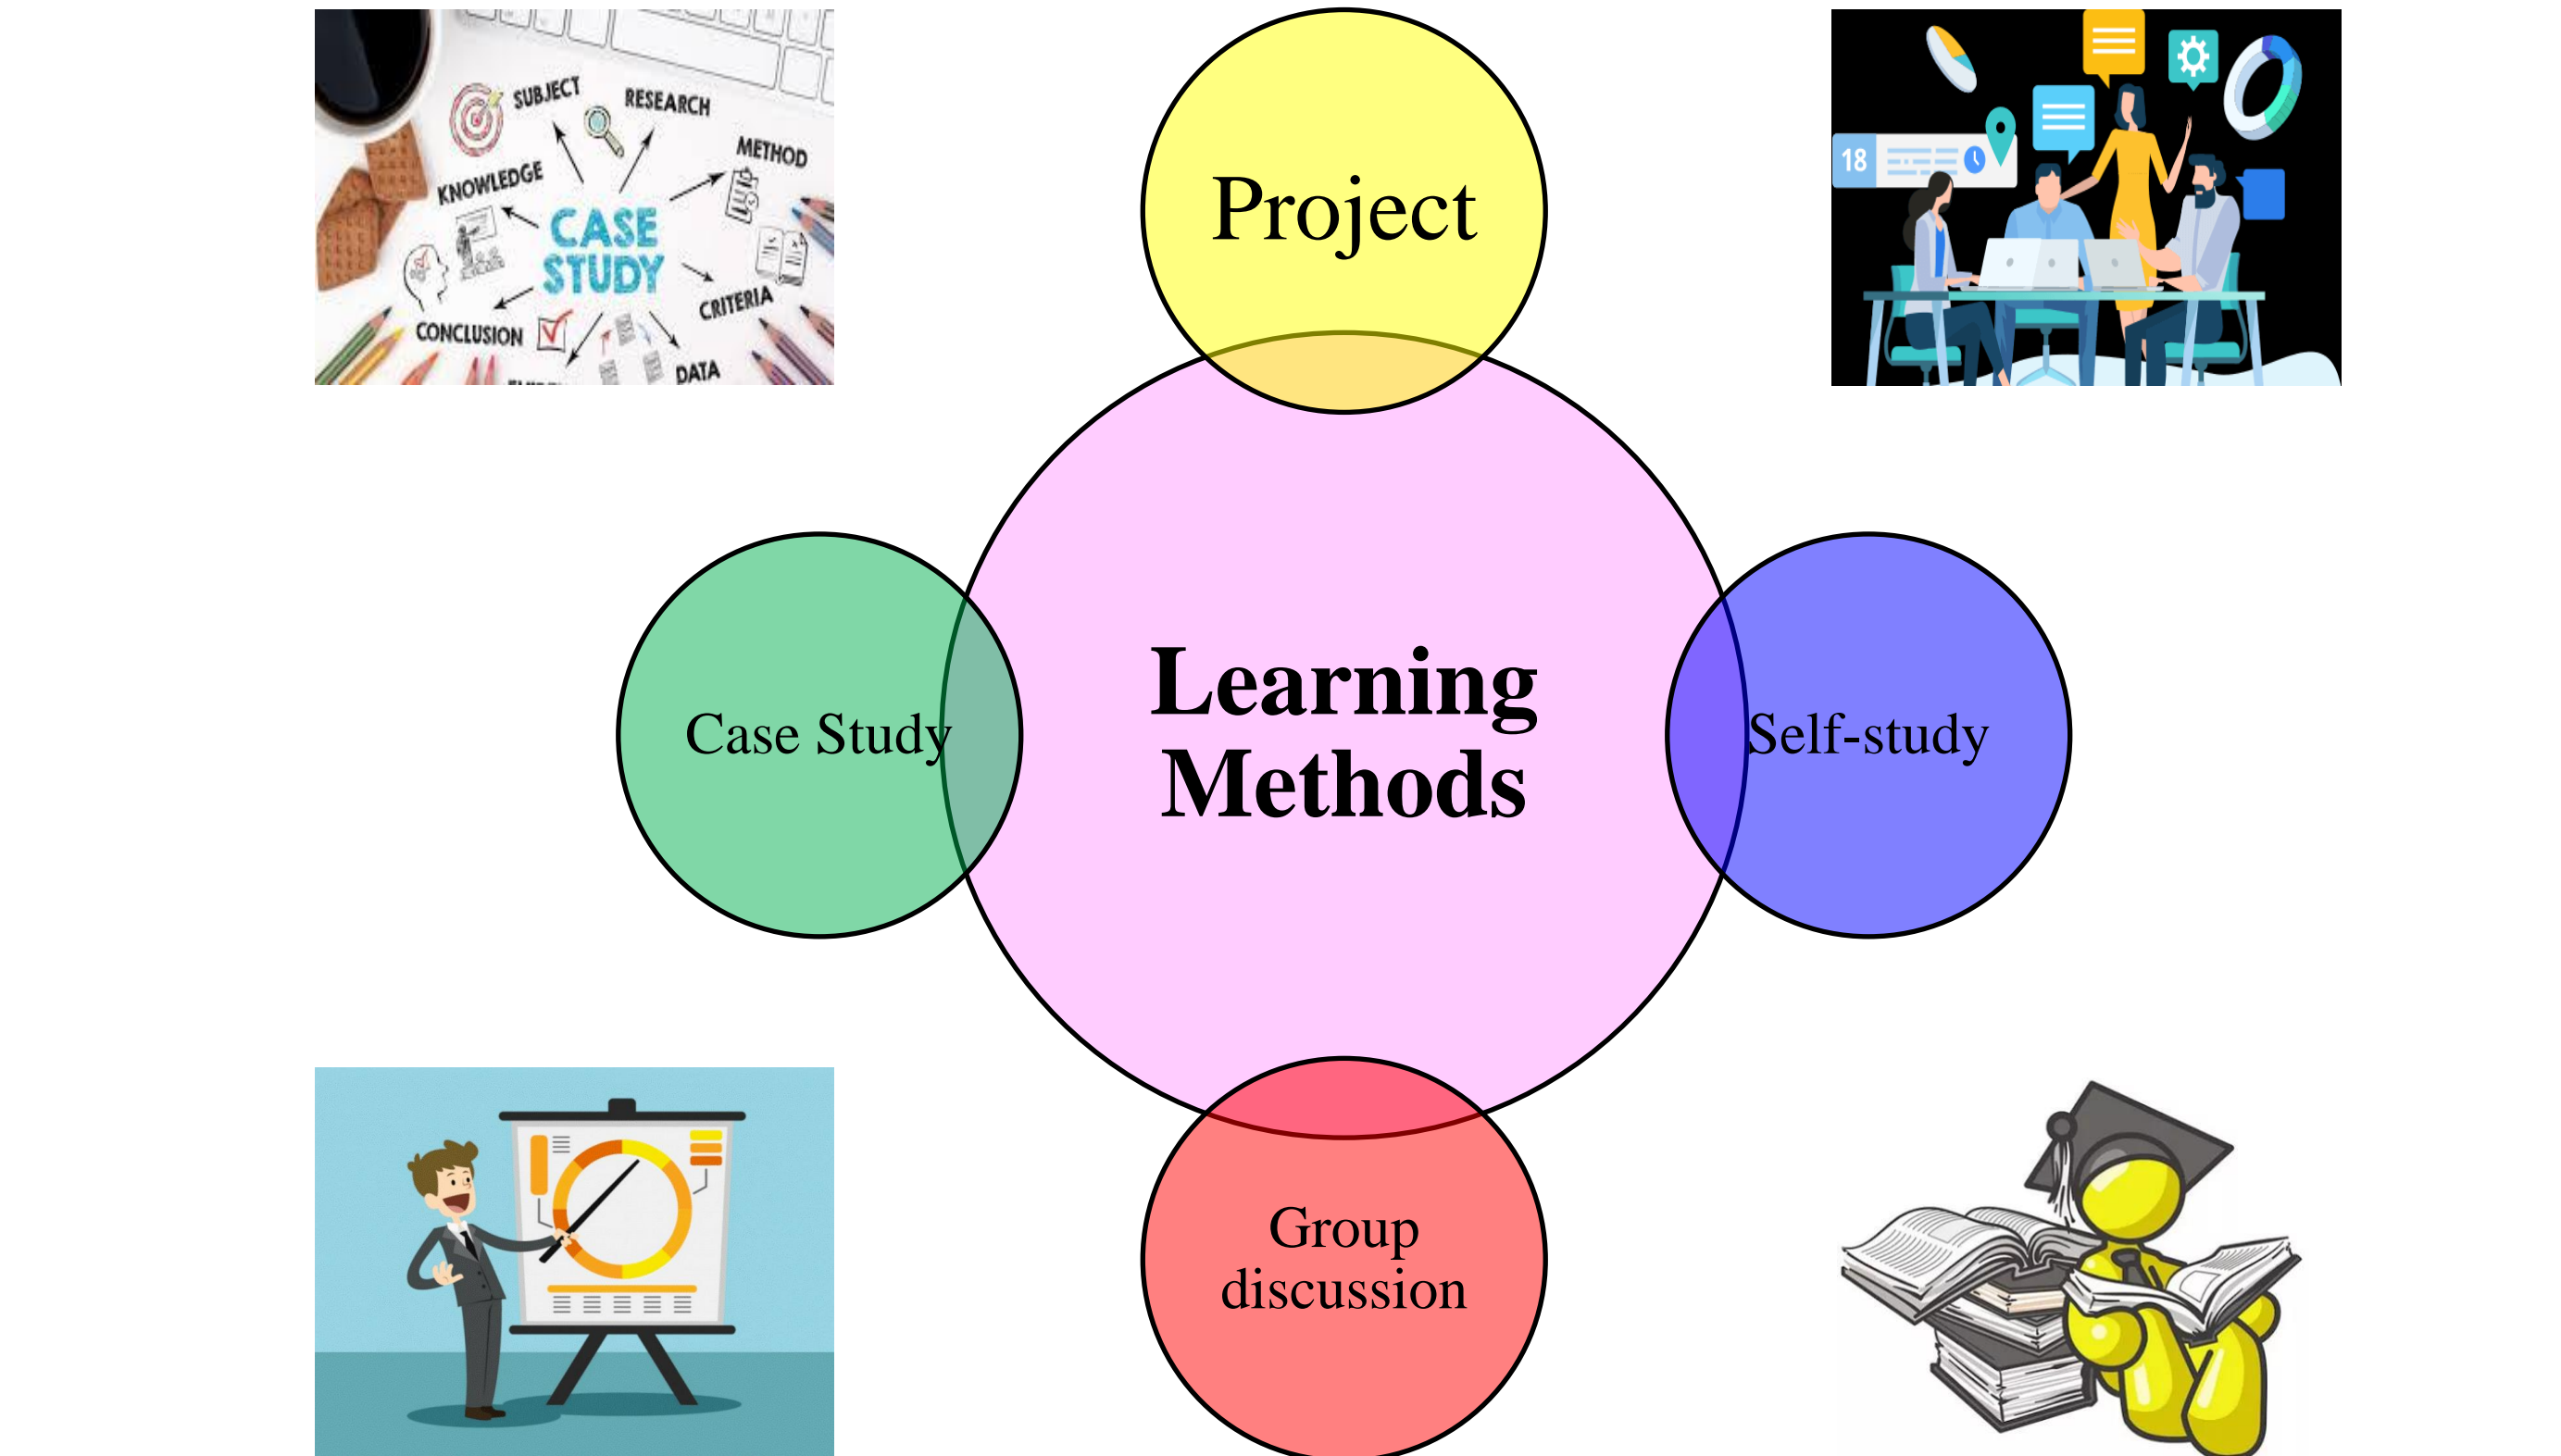 SUBJECT
RESEARCH
METHOD
KNOWLEDGE
CASE
STUDY
CRITERIA
CONCLUSION
DATA
Project
18
Case Study
Learning
Methods
Self-study
Group
discussion